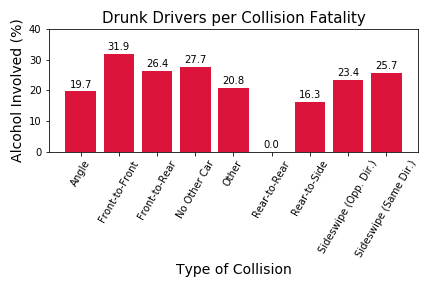 Drunk Drivers per Collision Fatality
Alcohol Involved (%)
40
30
20
10
0
19.7
31.9
26.4
27.7
20.8
0.0
16.3
23.4
25.7
Angle
Front-to-Front
Front-to-Rear
No Other Car
Other
Rear-to-Rear
Rear-to-Side
Sideswipe (Opp. Dir.)
Sideswipe (Same Dir.)
Type of Collision